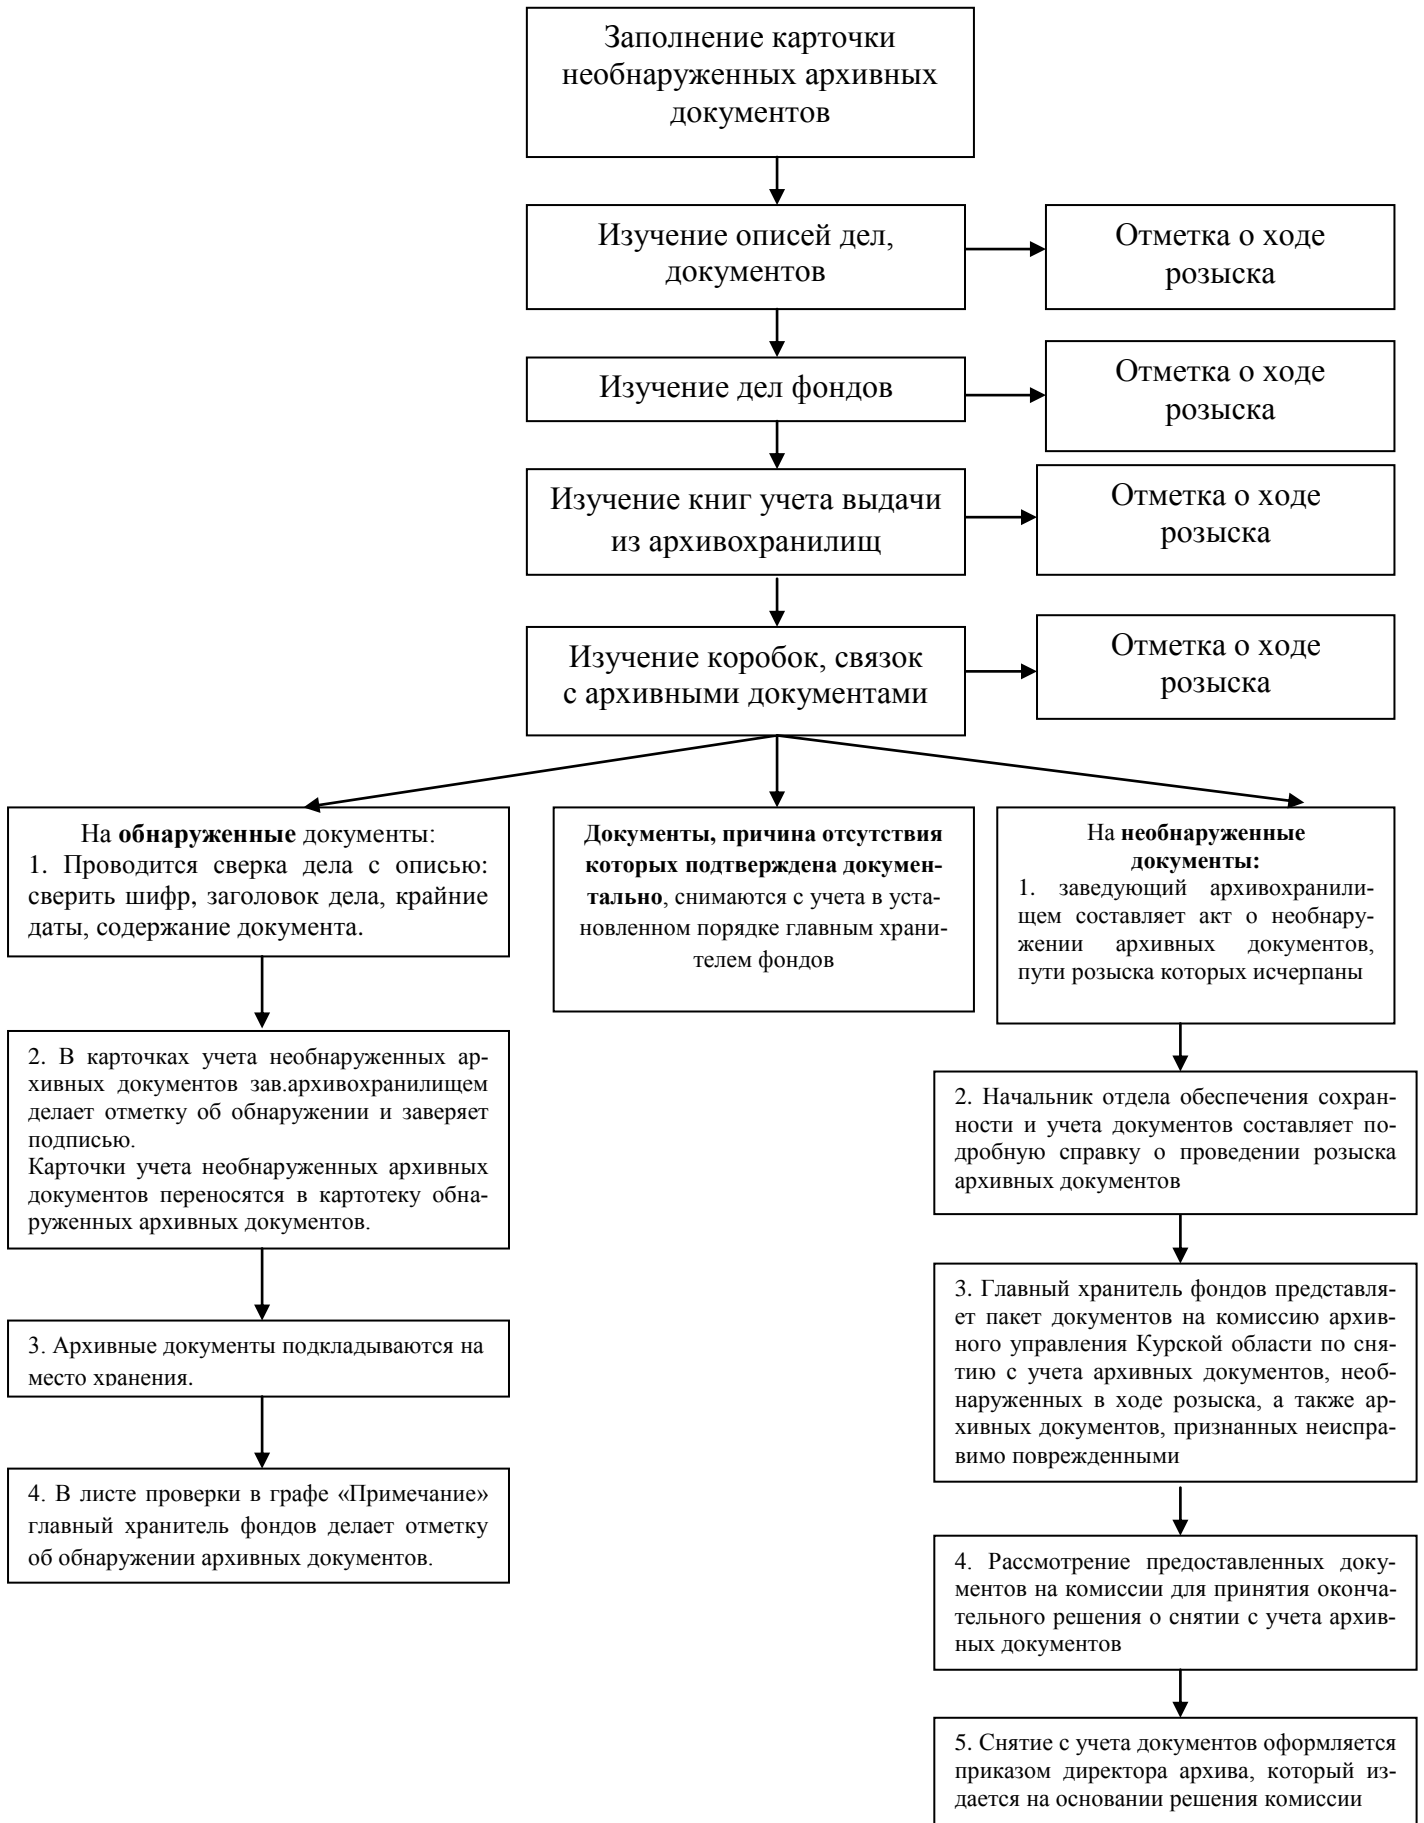 Заполнение карточки
необнаруженных архивных
документов
Изучение описей дел,
документов
Отметка о ходе
розыска
Изучение дел фондов
Отметка о ходе
розыска
Изучение книг учета выдачи
из архивохранилищ
Отметка о ходе
розыска
Изучение коробок, связок
с архивными документами
Отметка о ходе
розыска
На обнаруженные документы:
1. Проводится сверка дела с описью:
сверить шифр, заголовок дела, крайние
даты, содержание документа.
2. В карточках учета необнаруженных ар-
хивных документов зав.архивохранилищем
делает отметку об обнаружении и заверяет
подписью.
Карточки учета необнаруженных архивных
документов переносятся в картотеку обна-
руженных архивных документов.
3. Архивные документы подкладываются на
место хранения.
4. В листе проверки в графе «Примечание»
главный хранитель фондов делает отметку
об обнаружении архивных документов.
Документы, причина отсутствия
которых подтверждена докумен-
тально, снимаются с учета в уста-
новленном порядке главным храни-
телем фондов
На необнаруженные
документы:
1. заведующий архивохранили-
щем составляет акт о необнару-
жении архивных документов,
пути розыска которых исчерпаны
2. Начальник отдела обеспечения сохран-
ности и учета документов составляет по-
дробную справку о проведении розыска
архивных документов
3. Главный хранитель фондов представля-
ет пакет документов на комиссию архив-
ного управления Курской области по сня-
тию с учета архивных документов, необ-
наруженных в ходе розыска, а также ар-
хивных документов, признанных неиспра-
вимо поврежденными
4. Рассмотрение предоставленных доку-
ментов на комиссии для принятия оконча-
тельного решения о снятии с учета архив-
ных документов
5. Снятие с учета документов оформляется
приказом директора архива, который из-
дается на основании решения комиссии